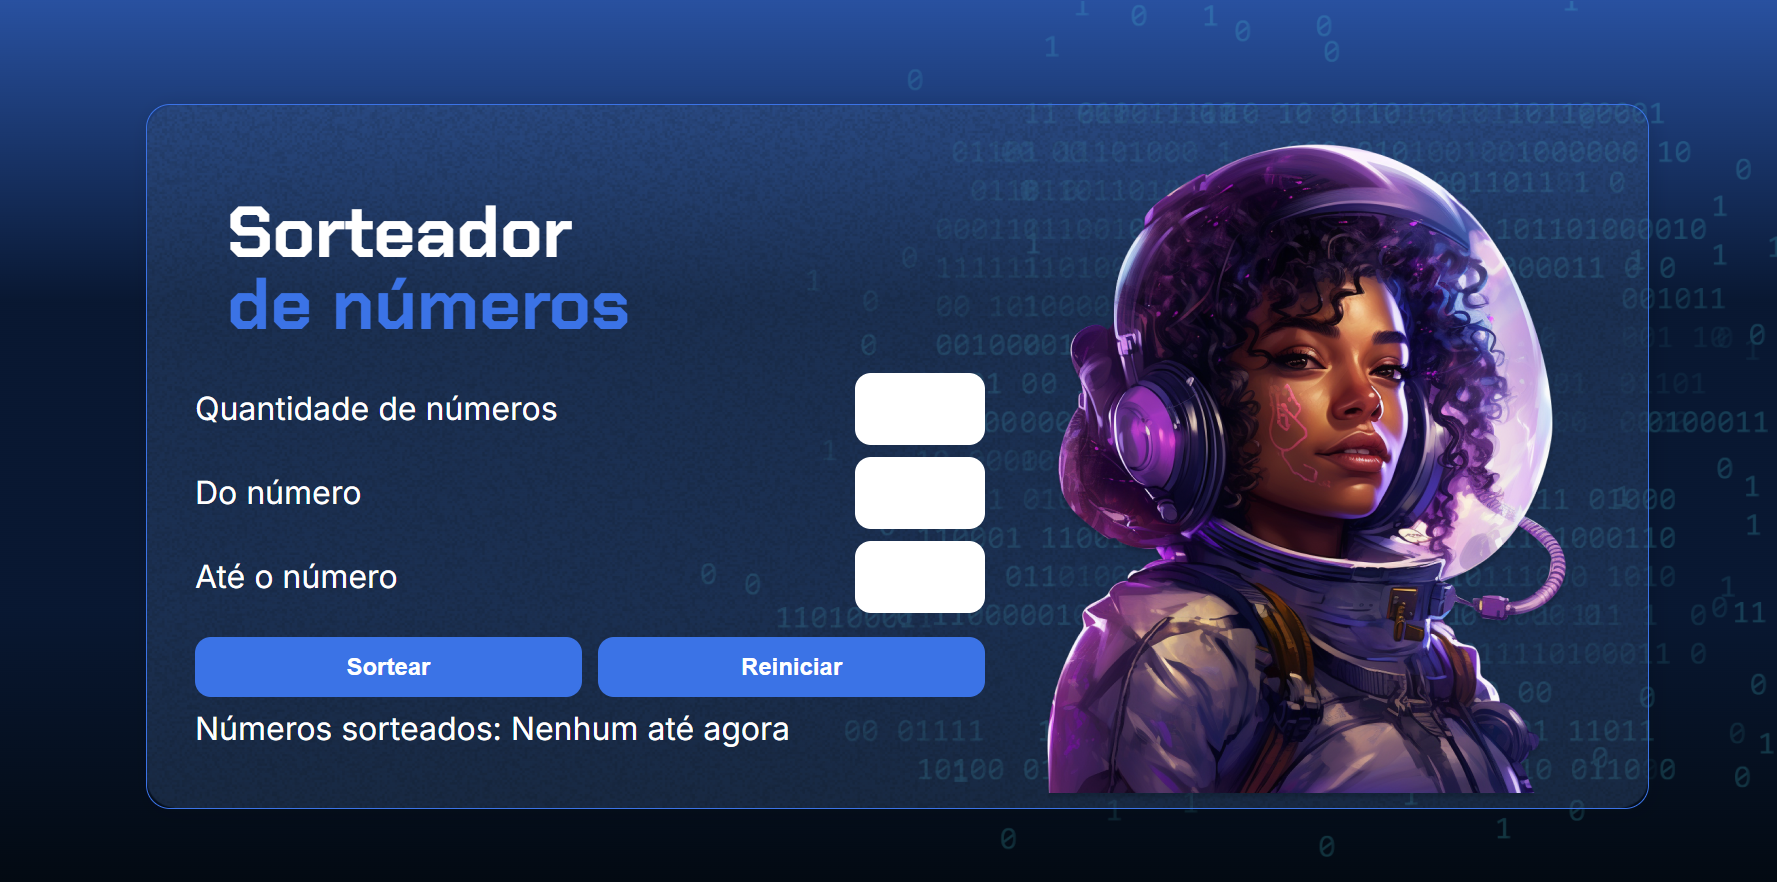 Sorteador
de números
Quantidade de números
Do número
Até o número
Sortear
Reiniciar
Números sorteados: Nenhum até agora